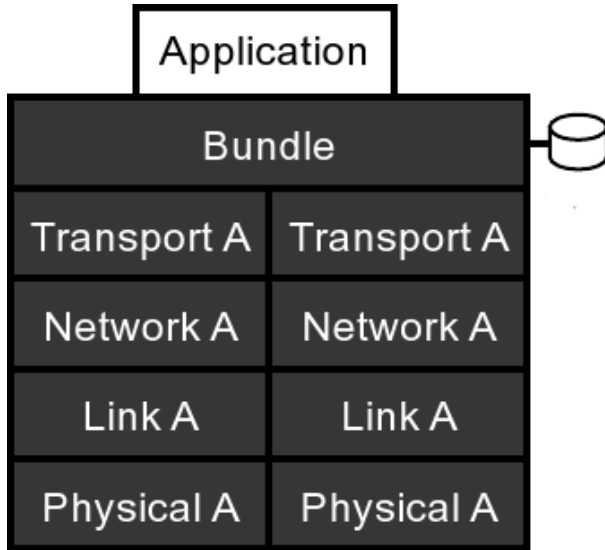 Application
Bundle
Transport A Transport A
Network A Network A
Link A Link A
Physical A Physical A